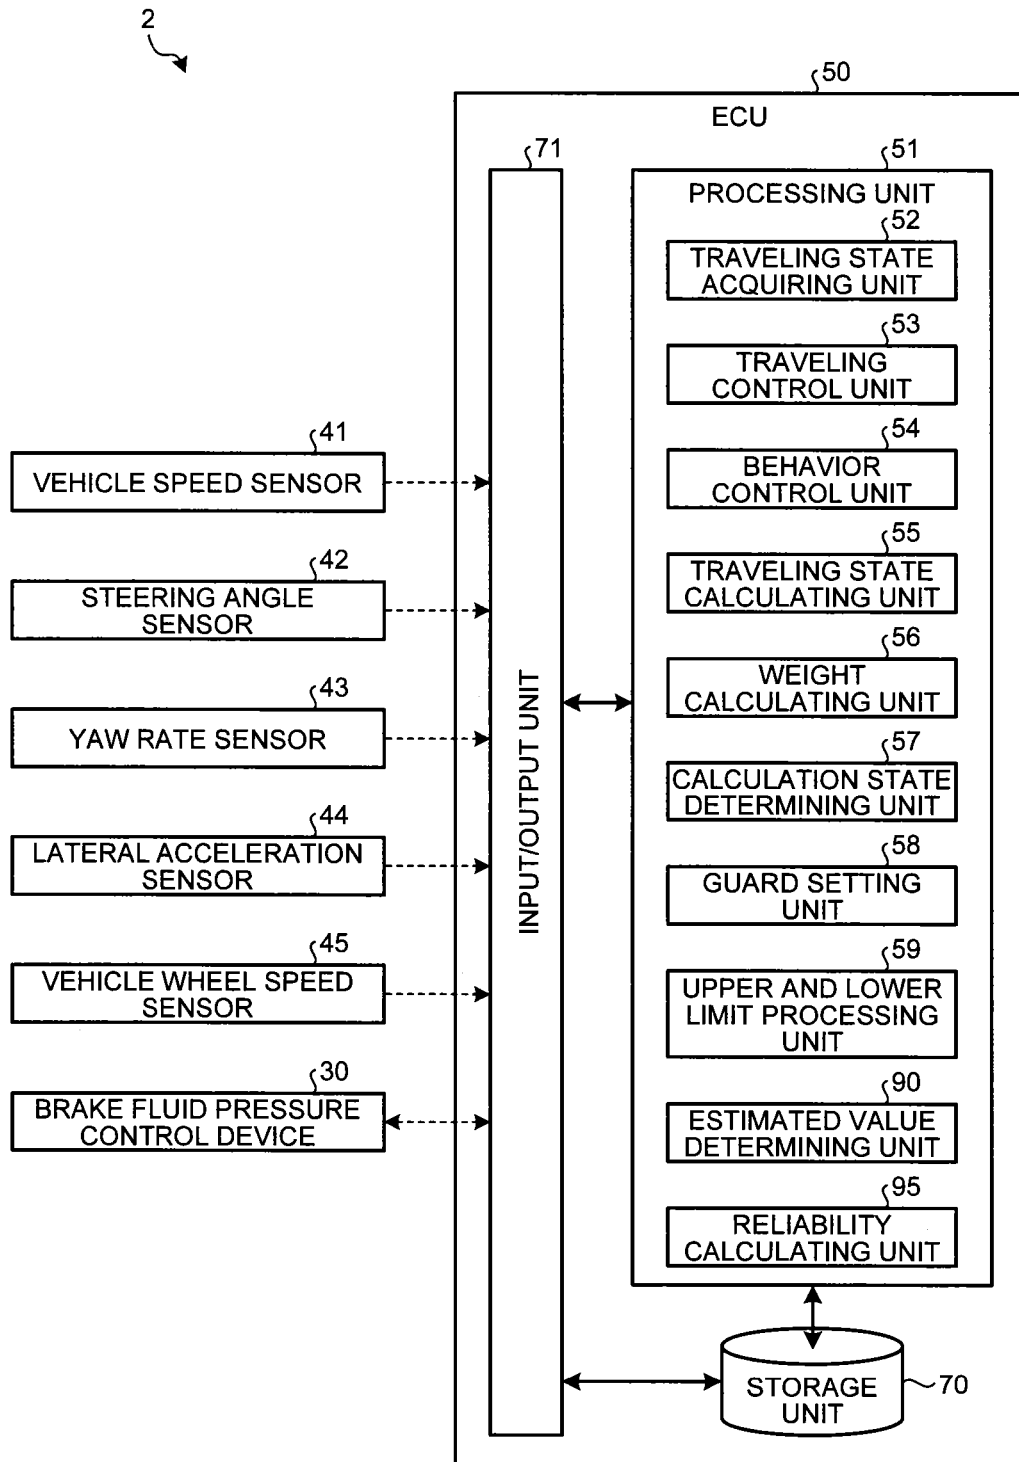 2
50
ECU
71
INPUT/OUTPUT UNIT
51
PROCESSING UNIT
52
TRAVELING STATE
ACQUIRING UNIT
53
TRAVELING
CONTROL UNIT
54
BEHAVIOR
CONTROL UNIT
55
TRAVELING STATE
CALCULATING UNIT
56
WEIGHT
CALCULATING UNIT
57
CALCULATION STATE
DETERMINING UNIT
58
GUARD SETTING
UNIT
59
UPPER AND LOWER
LIMIT PROCESSING
UNIT
90
ESTIMATED VALUE
DETERMINING UNIT
95
RELIABILITY
CALCULATING UNIT
41
VEHICLE SPEED SENSOR
42
STEERING ANGLE
SENSOR
43
YAW RATE SENSOR
44
LATERAL ACCELERATION
SENSOR
45
VEHICLE WHEEL SPEED
SENSOR
30
BRAKE FLUID PRESSURE
CONTROL DEVICE
STORAGE
UNIT
70